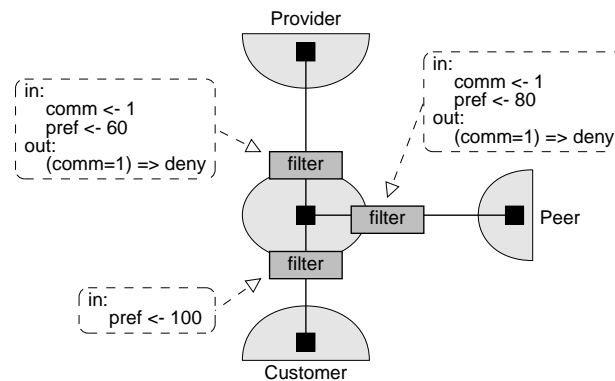 Provider
in:
comm <- 1
pref <- 60
out:
(comm=1) => deny
in:
comm <- 1
pref <- 80
out:
(comm=1) => deny
filter
filter
Peer
filter
in:
pref <- 100
Customer